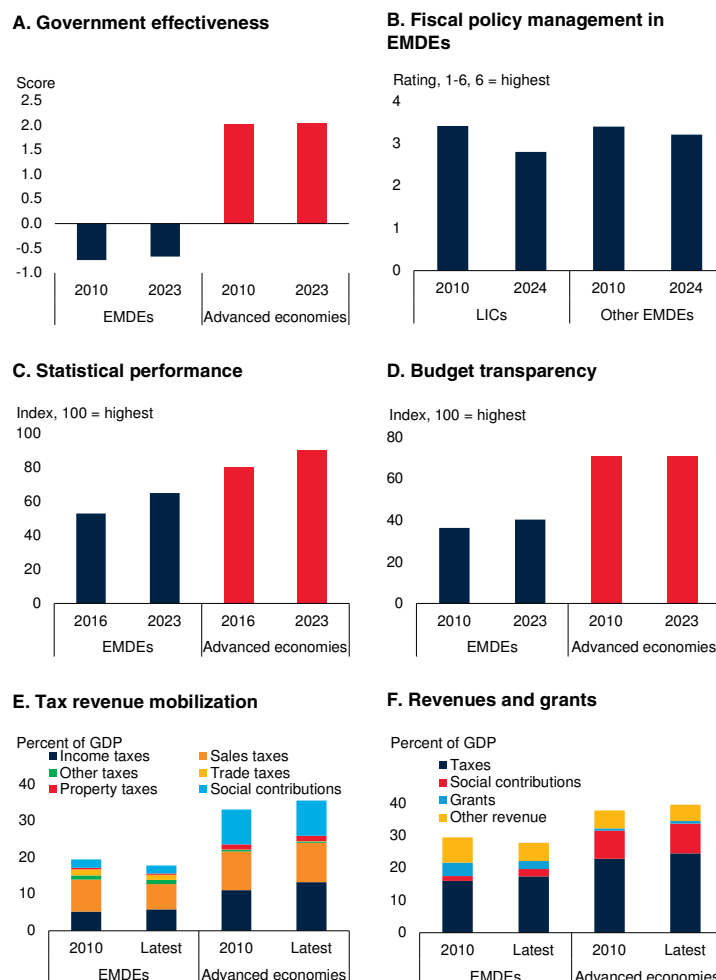 A. Government effectiveness
Score
2.5
2.0
1.5
1.0
0.5
0.0
-0.5
-1.0
2010 2023 2010 2023
EMDEs Advanced economies
B. Fiscal policy management in
EMDEs
Rating, 1-6, 6 = highest
4
3
2
1
0
2010 2024 2010 2024
LICs Other EMDEs
C. Statistical performance
Index, 100 = highest
100
80
60
40
20
0
2016 2023 2016 2023
EMDEs Advanced economies
D. Budget transparency
Index, 100 = highest
80
60
40
20
0
2010 2023 2010 2023
EMDEs Advanced economies
E. Tax revenue mobilization
Percent of GDP
Income taxes Sales taxes
Other taxes Trade taxes
Property taxes Social contributions
40
30
20
10
0
2010 Latest 2010 Latest
EMDEs Advanced economies
F. Revenues and grants
Percent of GDP
Taxes
Social contributions
Grants
Other revenue
40
30
20
10
0
2010 Latest 2010 Latest
EMDEs Advanced economies